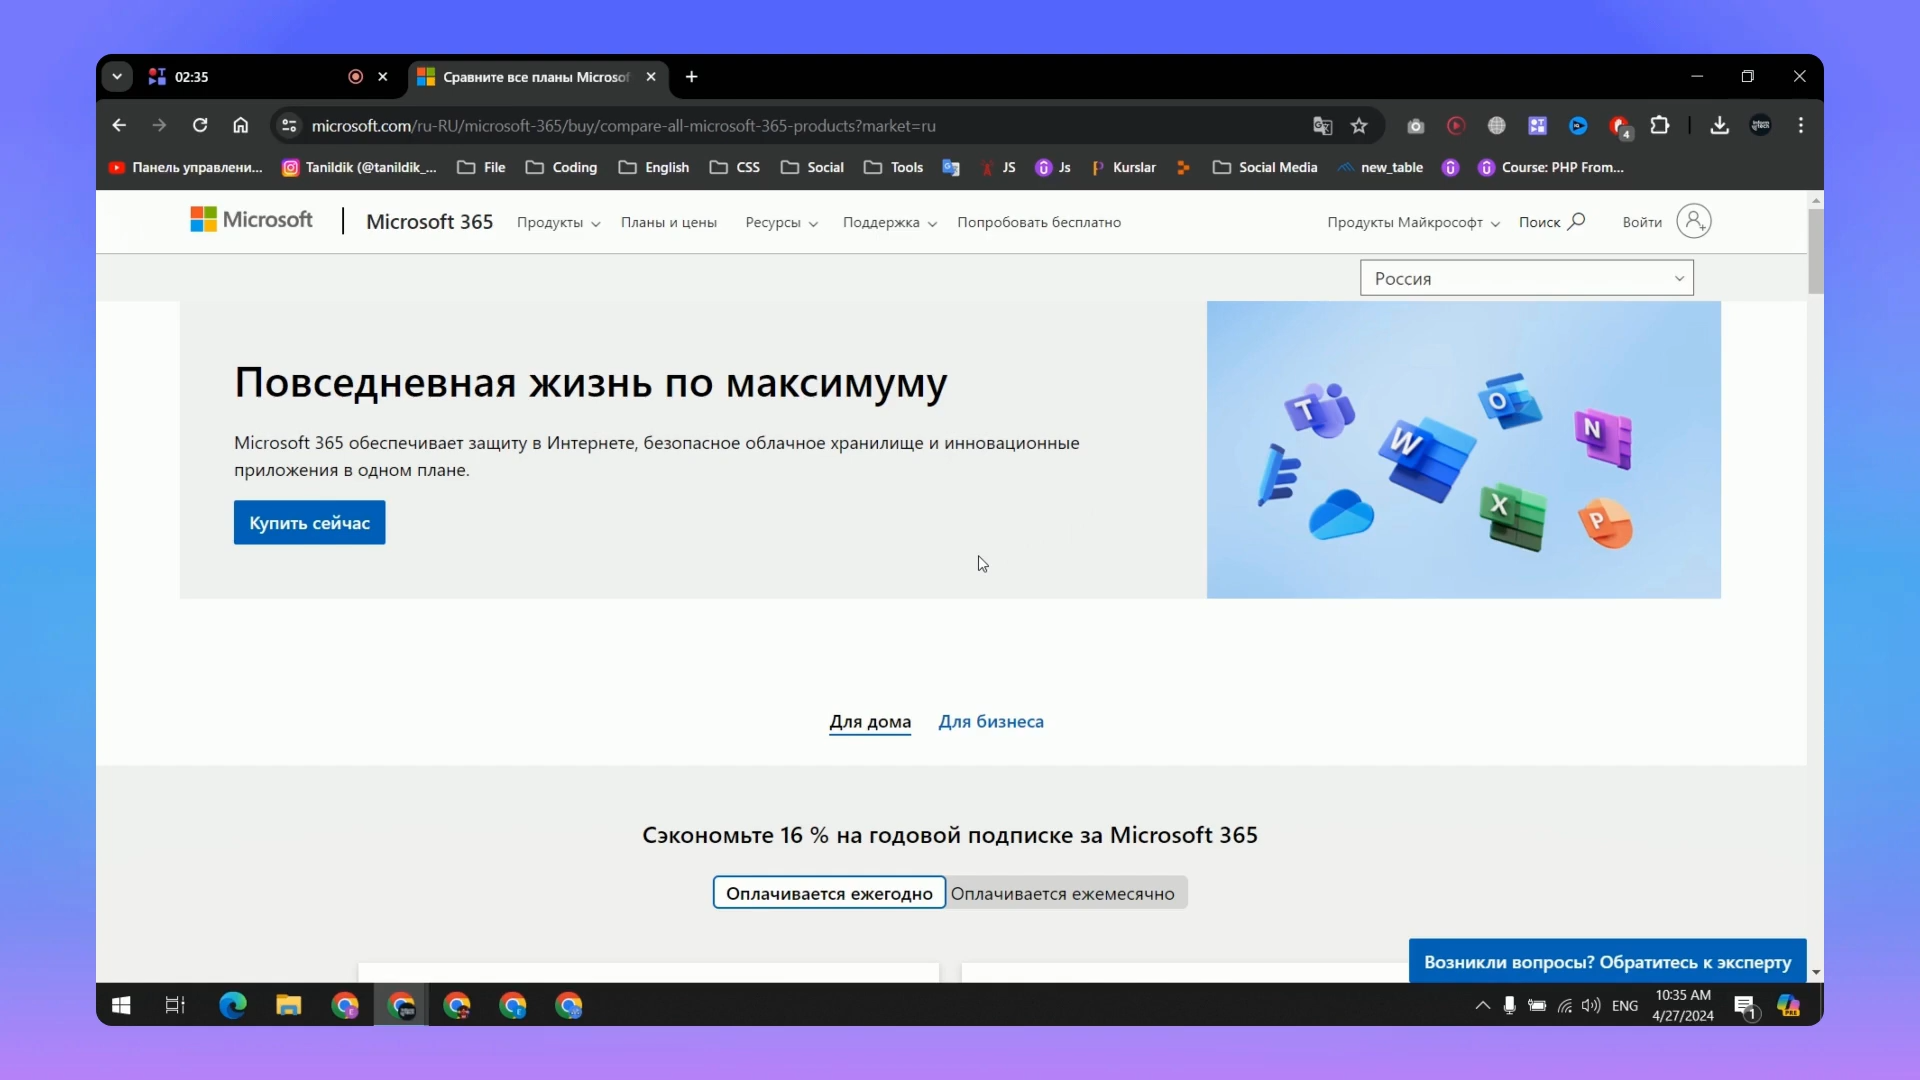 02:35
Сравните все планы Microsof
microsoft.com/ru-RU/microsoft-365/buy/compare-all-microsoft-365-products?market=ru
4
Панель управлени... Tanildik (@tanildik_... File Coding English CSS Social Tools JS Js Kurslar Social Media new_table Course: PHP From...
Microsoft Microsoft 365 Продукты Планы и цены Ресурсы Поддержка Попробовать бесплатно Продукты Майкрософт Поиск Войти
Россия
Повседневная жизнь по максимуму
Microsoft 365 обеспечивает защиту в Интернете, безопасное облачное хранилище и инновационные
приложения в одном плане.
Купить сейчас
T
O
N
W
X
P
Для дома Для бизнеса
Сэкономьте 16 % на годовой подписке за Microsoft 365
Оплачивается ежегодно Оплачивается ежемесячно
Возникли вопросы? Обратитесь к эксперту
ENG
10:35 AM
4/27/2024
1
PRE